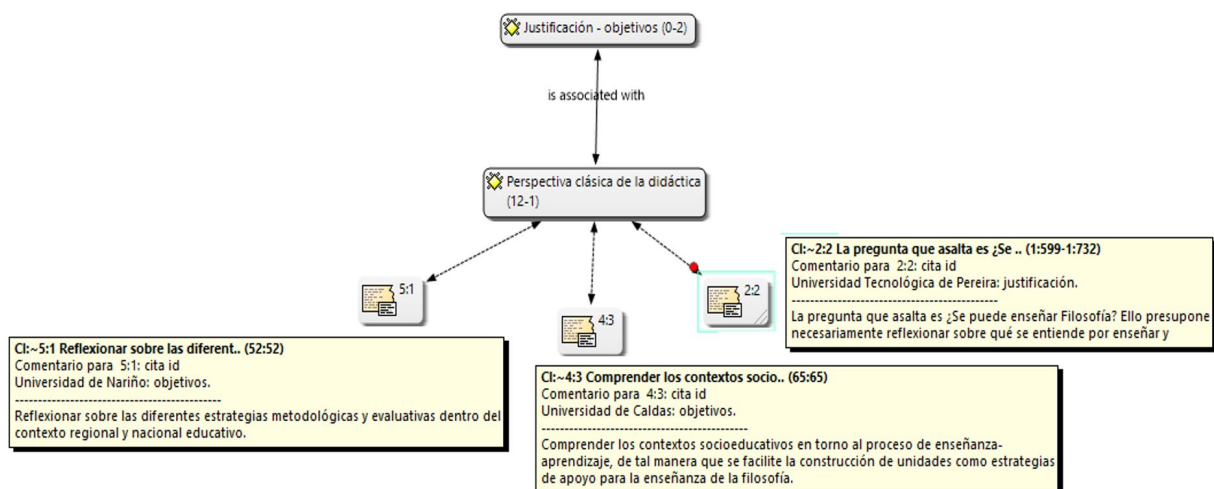 Justificación - objetivos (0-2)
is associated with
Perspectiva clásica de la didáctica
(12-1)
5:1
4:3
2:2
CI:~2:2 La pregunta que asalta es ¿Se .. (1:599-1:732)
Comentario para 2:2: cita id
Universidad Tecnológica de Pereira: justificación.
---------------------------------------------
La pregunta que asalta es ¿Se puede enseñar Filosofía? Ello presupone
necesariamente reflexionar sobre qué se entiende por enseñar y
CI:~5:1 Reflexionar sobre las diferent.. (52:52)
Comentario para 5:1: cita id
Universidad de Nariño: objetivos.
---------------------------------------------
Reflexionar sobre las diferentes estrategias metodológicas y evaluativas dentro del
contexto regional y nacional educativo.
CI:~4:3 Comprender los contextos socio.. (65:65)
Comentario para 4:3: cita id
Universidad de Caldas: objetivos.
---------------------------------------------
Comprender los contextos socioeducativos en torno al proceso de enseñanza-
aprendizaje, de tal manera que se facilite la construcción de unidades como estrategias
de apoyo para la enseñanza de la filosofía.